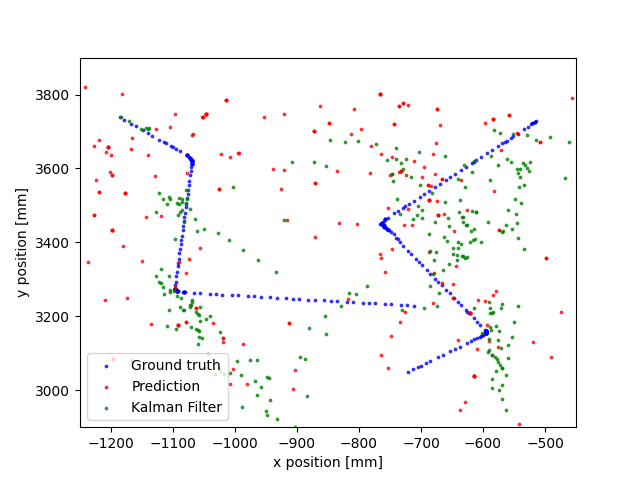 3800
3600
3400
3200
3000
y position [mm]
Ground truth
Prediction
Kalman Filter
−1200 −1100 −1000 −900 −800 −700 −600 −500
x position [mm]